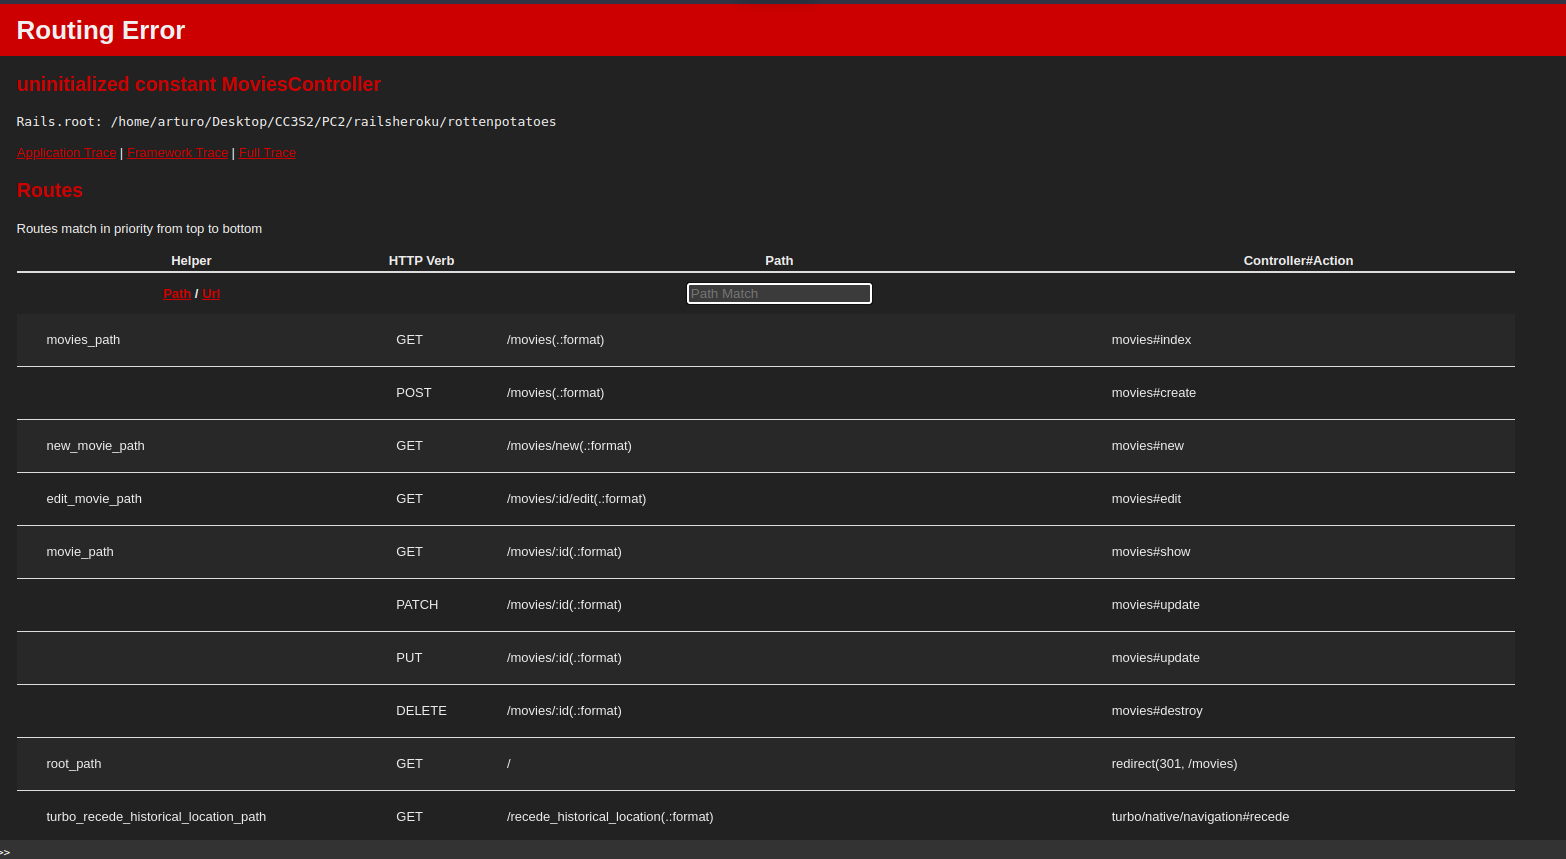 Routing Error
uninitialized constant MoviesController
Rails.root: /home/arturo/Desktop/CC3S2/PC2/railsheroku/rottenpotatoes
Application Trace | Framework Trace | Full Trace
Routes
Routes match in priority from top to bottom
Helper HTTP Verb Path Controller#Action
Path / Url Path Match
movies_path GET /movies(.:format) movies#index
POST /movies(.:format) movies#create
new_movie_path GET /movies/new(.:format) movies#new
edit_movie_path GET /movies/:id/edit(.:format) movies#edit
movie_path GET /movies/:id(.:format) movies#show
PATCH /movies/:id(.:format) movies#update
PUT /movies/:id(.:format) movies#update
DELETE /movies/:id(.:format) movies#destroy
root_path GET / redirect(301, /movies)
turbo_recede_historical_location_path GET /recede_historical_location(.:format) turbo/native/navigation#recede
>>